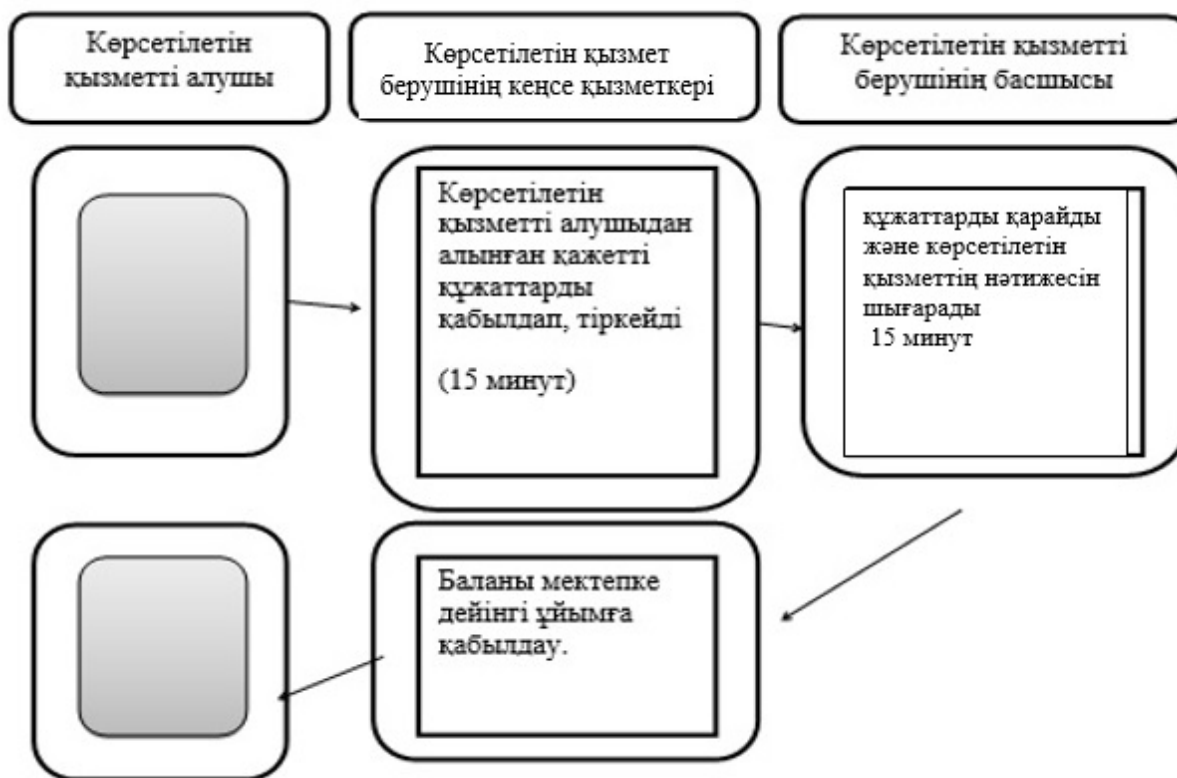 Көрсетілетін
қызметті алушы
Көрсетілетін қызмет
берушінің кеңсе қызметкері
Көрсетілетін қызметті
берушінің басшысы
Көрсетілетін
қызметті алушыдан
алынған қажетті
құжаттарды
қабылдап, тіркейді
(15 минут)
құжаттарды қарайды
және көрсетілетін
қызметтің нәтижесін
шығарады
15 минут
Баланы мектепке
дейінгі ұйымға
қабылдау.